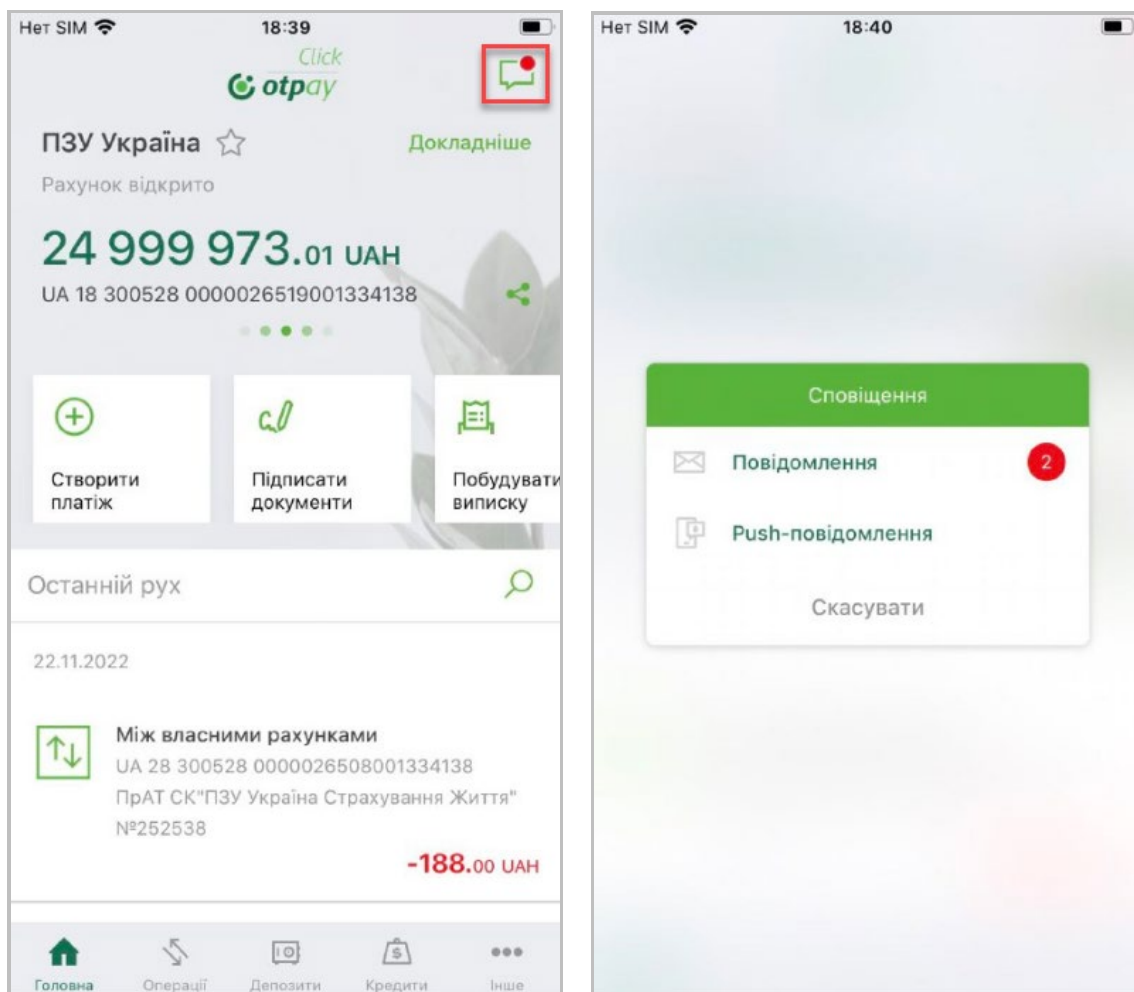 Нет SIM
18:39
Click
otpay
ПЗУ Україна
Докладніше
Рахунок відкрито
24 999 973.01 UAH
UA 18 300528 0000026519001334138
Створити
платіж
Підписати
документи
Побудувати
виписку
Останній рух
22.11.2022
Між власними рахунками
UA 28 300528 0000026508001334138
ПрАТ СК"ПЗУ Україна Страхування Життя"
№252538
-188.00 UAH
Головна
Операції
Депозити
Кредити
Інше
Нет SIM
18:40
Сповіщення
Повідомлення
2
Push-повідомлення
Скасувати